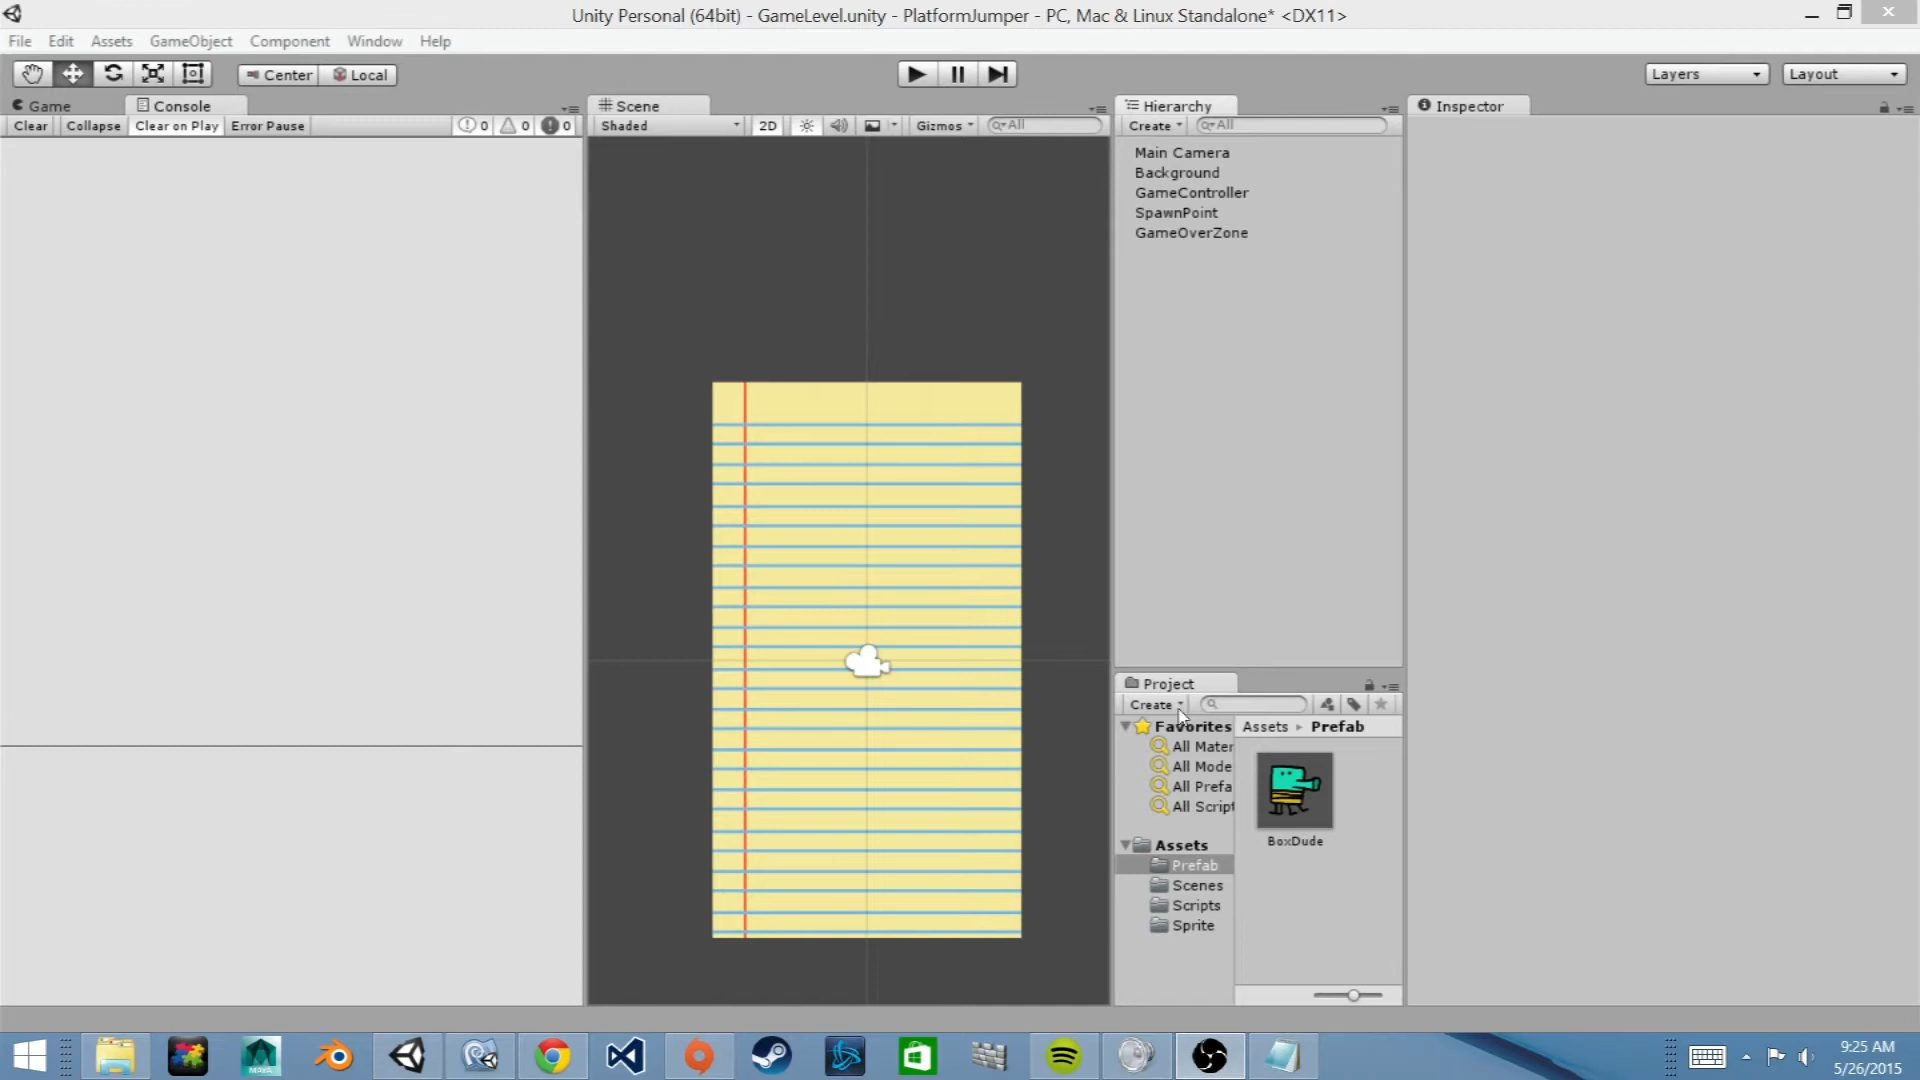 Unity Personal (64bit) - GameLevel.unity - PlatformJumper - PC, Mac & Linux Standalone* <DX11>
File Edit Assets GameObject Component Window Help
Center Local
Layers Layout
Game Console
Clear Collapse Clear on Play Error Pause 0 0 0
Scene
Shaded 2D Gizmos All
Hierarchy
Create All
Main Camera
Background
GameController
SpawnPoint
GameOverZone
Inspector
Project
Create
Favorites
All Mater
All Mode
All Prefa
All Script
Assets
Prefab
Scenes
Scripts
Sprite
Assets Prefab
BoxDude
MAYA
9:25 AM
5/26/2015